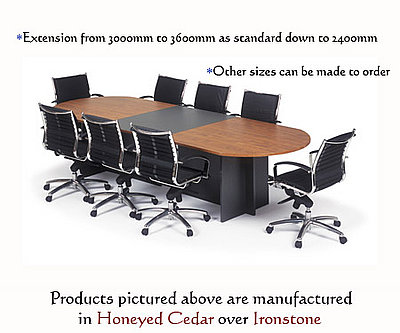 *Extension from 3000mm to 3600mm as standard down to 2400mm
*Other sizes can be made to order
Products pictured above are manufactured
in Honeyed Cedar over Ironstone